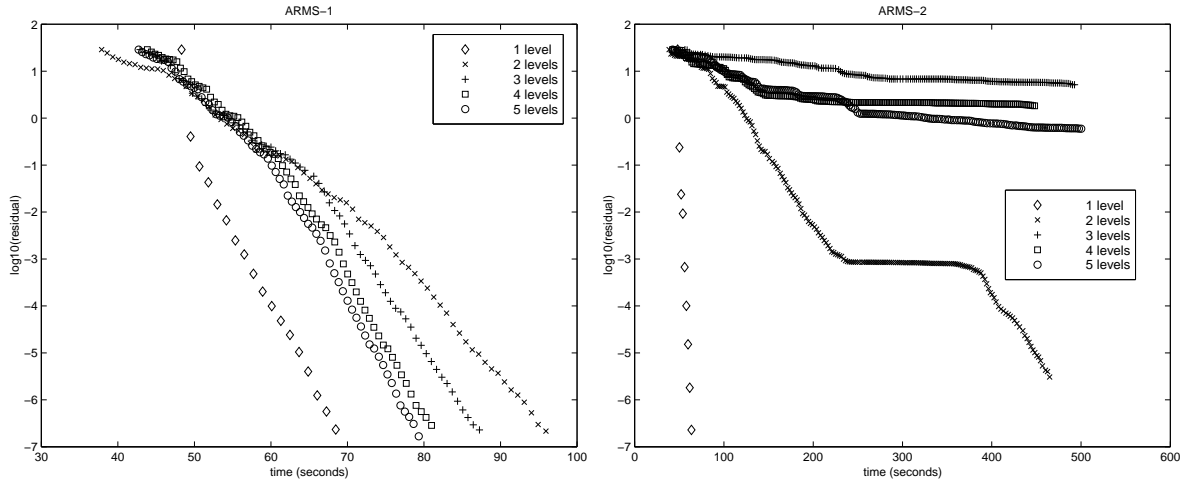 ARMS−1
2
1
0
−1
−2
−3
−4
−5
−6
−7
30 40 50 60 70 80 90 100
time (seconds)
log10(residual)
1 level
2 levels
3 levels
4 levels
5 levels
ARMS−2
2
1
0
−1
−2
−3
−4
−5
−6
−7
0 100 200 300 400 500 600
time (seconds)
log10(residual)
1 level
2 levels
3 levels
4 levels
5 levels